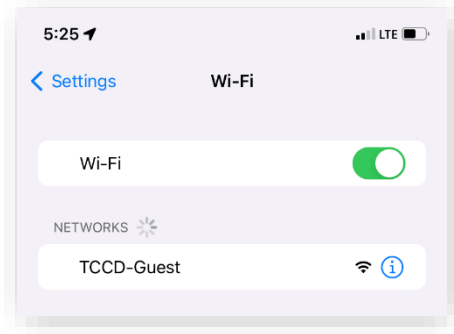 5:25 LTE
Settings Wi-Fi
Wi-Fi
NETWORKS
TCCD-Guest